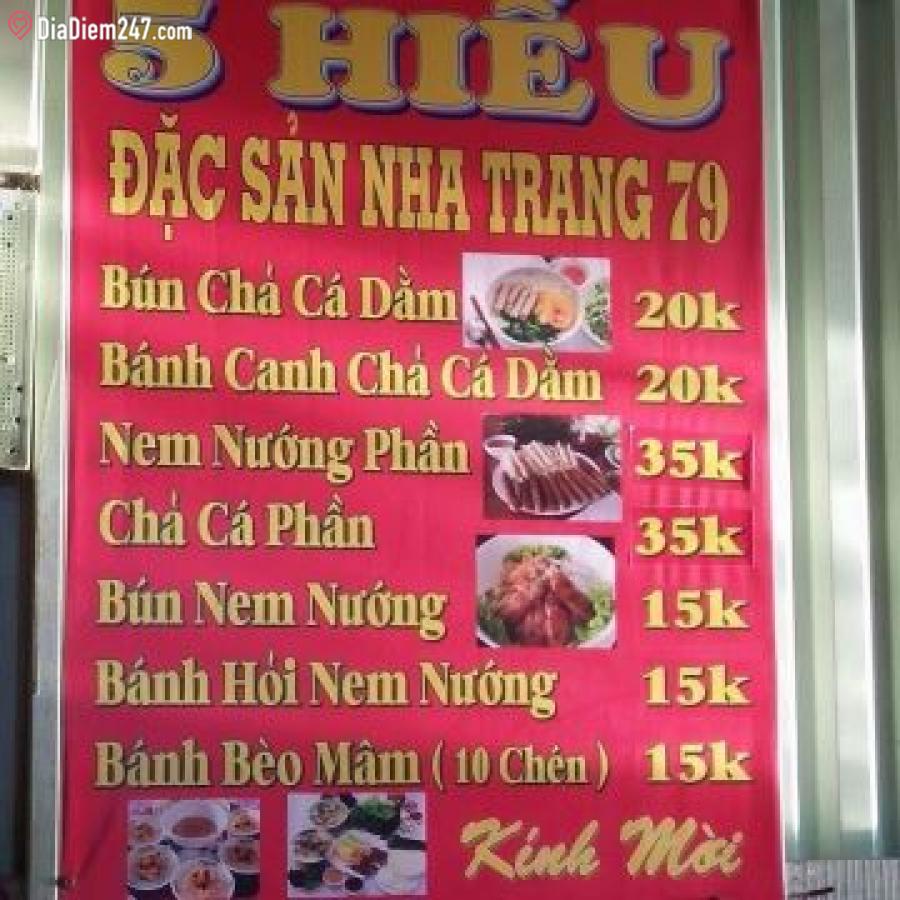 DiaDiem247.com
5 HIẾU
ĐẶC SẢN NHA TRANG 79
Bún Chả Cá Dằm 20k
Bánh Canh Chả Cá Dằm 20k
Nem Nướng Phần 35k
Chả Cá Phần 35k
Bún Nem Nướng 15k
Bánh Hỏi Nem Nướng 15k
Bánh Bèo Mâm ( 10 Chén ) 15k
Kính Mời